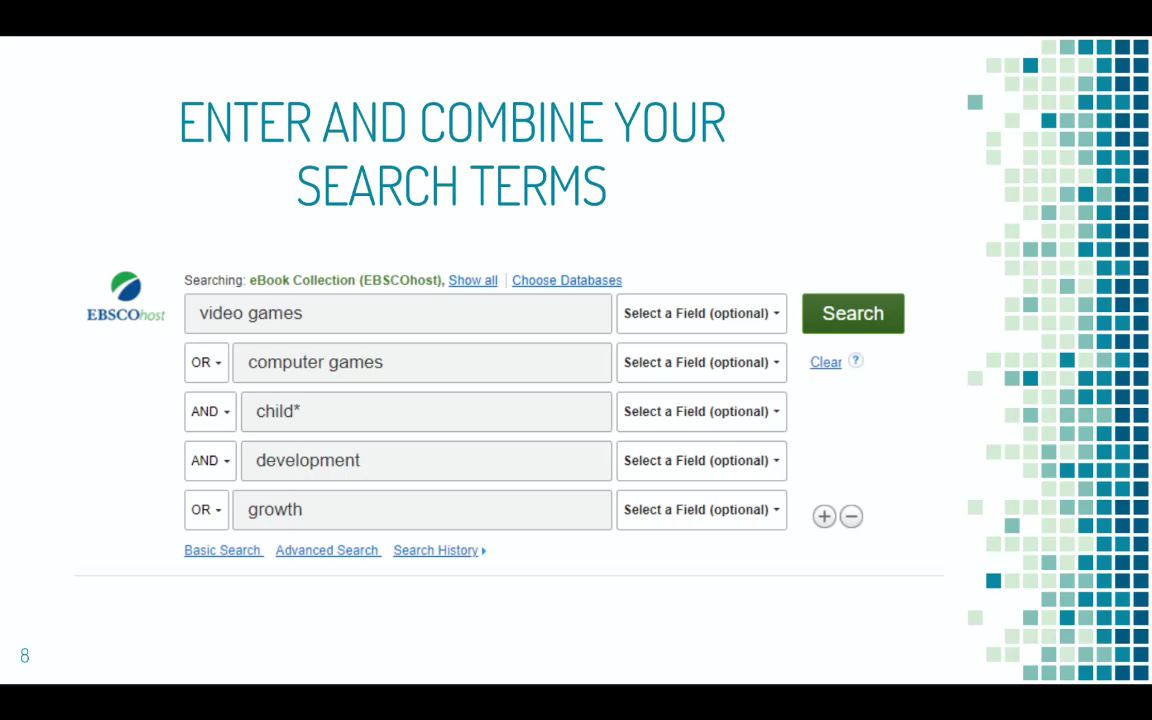 ENTER AND COMBINE YOUR
SEARCH TERMS
Searching: eBook Collection (EBSCOhost), Show all | Choose Databases
EBSCOhost
video games Select a Field (optional) Search
OR computer games Select a Field (optional) Clear ?
AND child* Select a Field (optional)
AND development Select a Field (optional)
OR growth Select a Field (optional)
Basic Search Advanced Search Search History
8